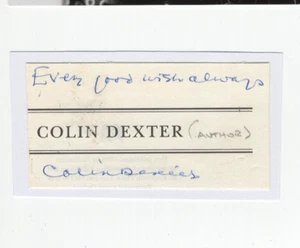 Every good wish always
COLIN DEXTER (AUTHOR)
Colin Dexter